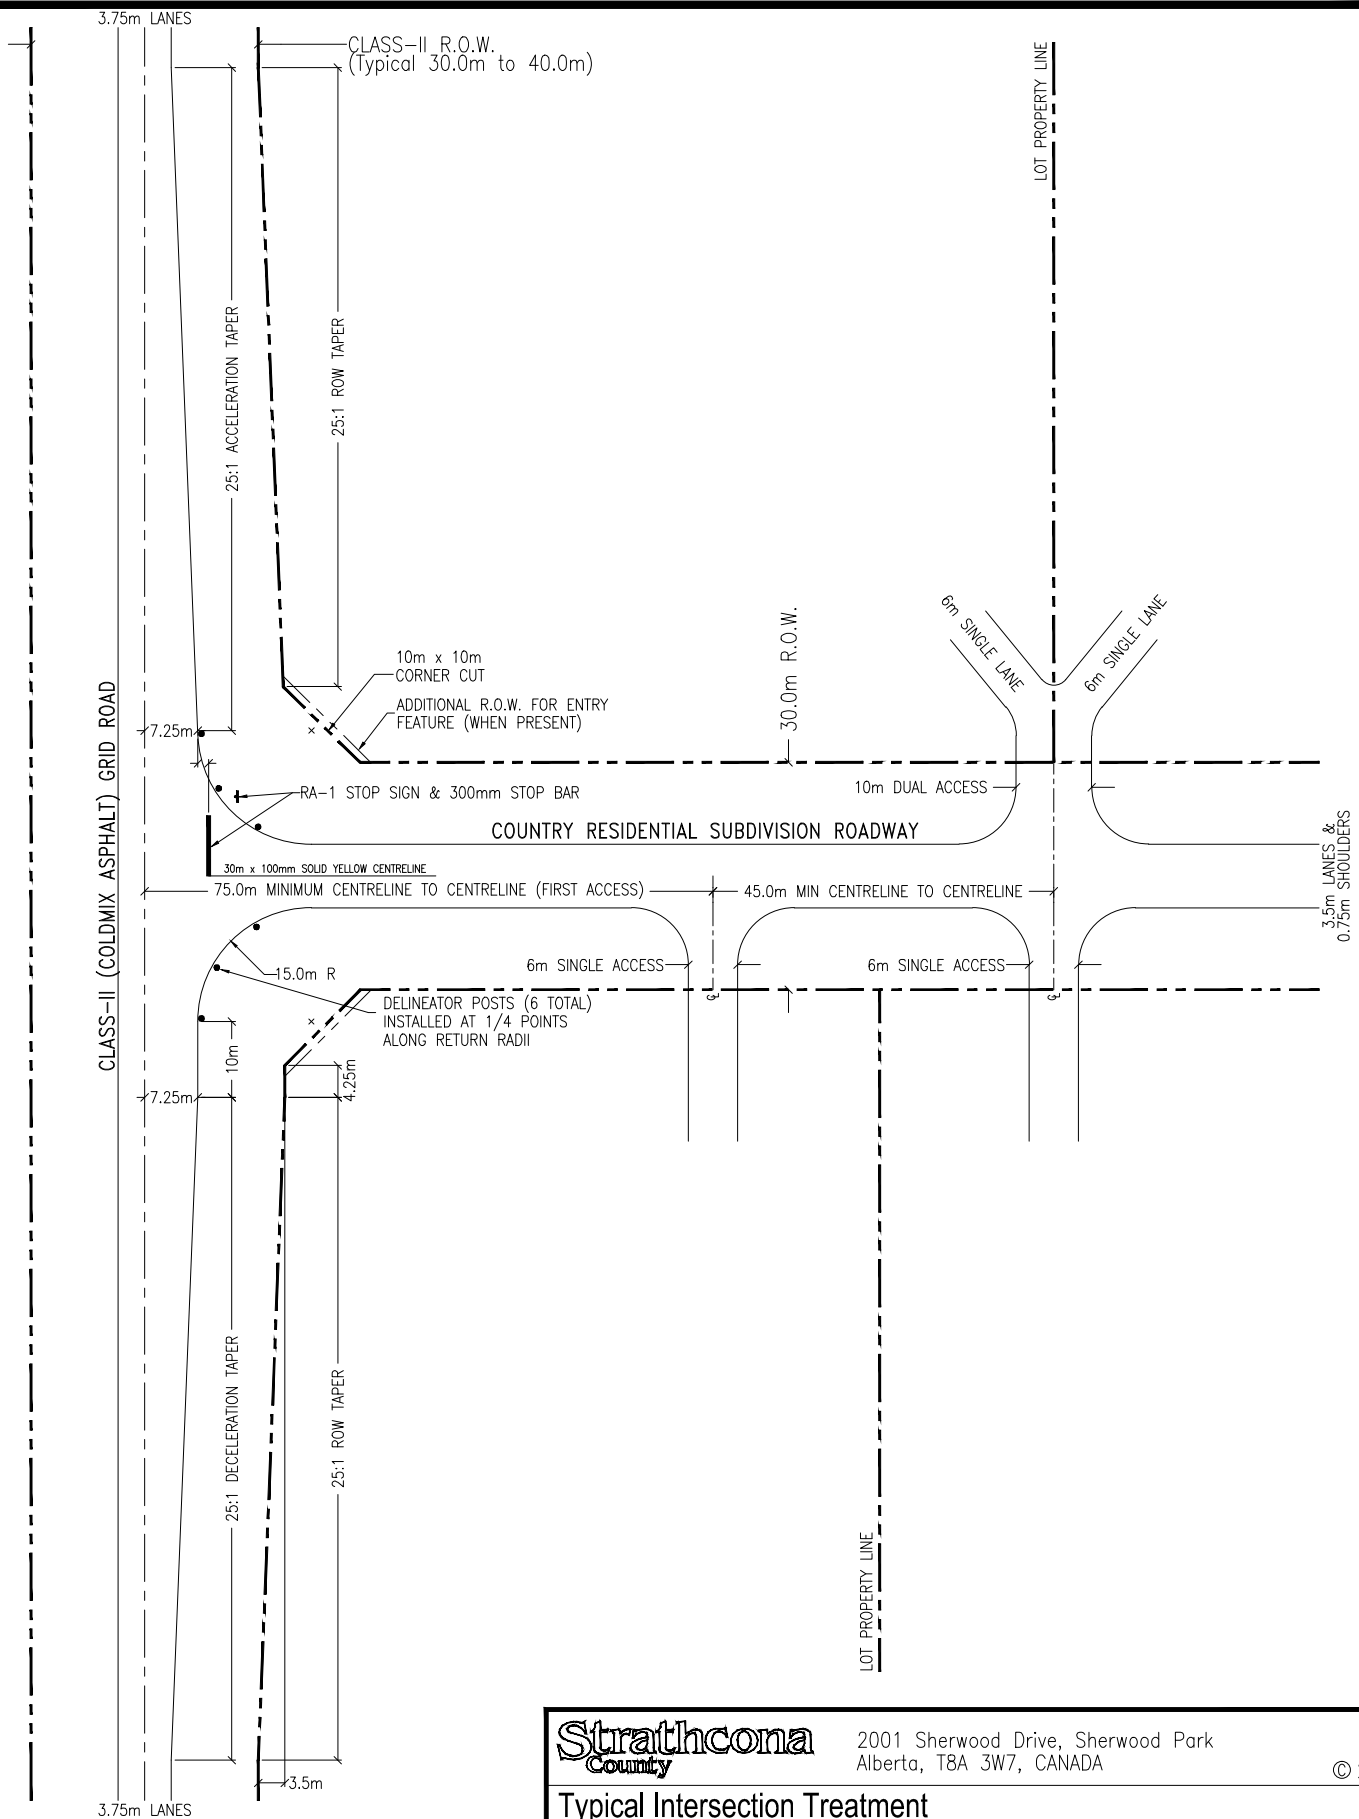 3.75m LANES
CLASS-II R.O.W.
(Typical 30.0m to 40.0m)
LOT PROPERTY LINE
25:1 ACCELERATION TAPER
25:1 ROW TAPER
6m SINGLE LANE
6m SINGLE LANE
30.0m R.O.W.
10m x 10m
CORNER CUT
ADDITIONAL R.O.W. FOR ENTRY
FEATURE (WHEN PRESENT)
CLASS-II (COLDMIX ASPHALT) GRID ROAD
7.25m
10m DUAL ACCESS
RA-1 STOP SIGN & 300mm STOP BAR
COUNTRY RESIDENTIAL SUBDIVISION ROADWAY
3.5m LANES &
0.75m SHOULDERS
30m x 100mm SOLID YELLOW CENTRELINE
75.0m MINIMUM CENTRELINE TO CENTRELINE (FIRST ACCESS)
45.0m MIN CENTRELINE TO CENTRELINE
15.0m R
6m SINGLE ACCESS
6m SINGLE ACCESS
DELINEATOR POSTS (6 TOTAL)
INSTALLED AT 1/4 POINTS
ALONG RETURN RADII
10m
4.25m
7.25m
25:1 DECELERATION TAPER
25:1 ROW TAPER
LOT PROPERTY LINE
3.5m
3.75m LANES
Strathcona
County
2001 Sherwood Drive, Sherwood Park
Alberta, T8A 3W7, CANADA
©
Typical Intersection Treatment